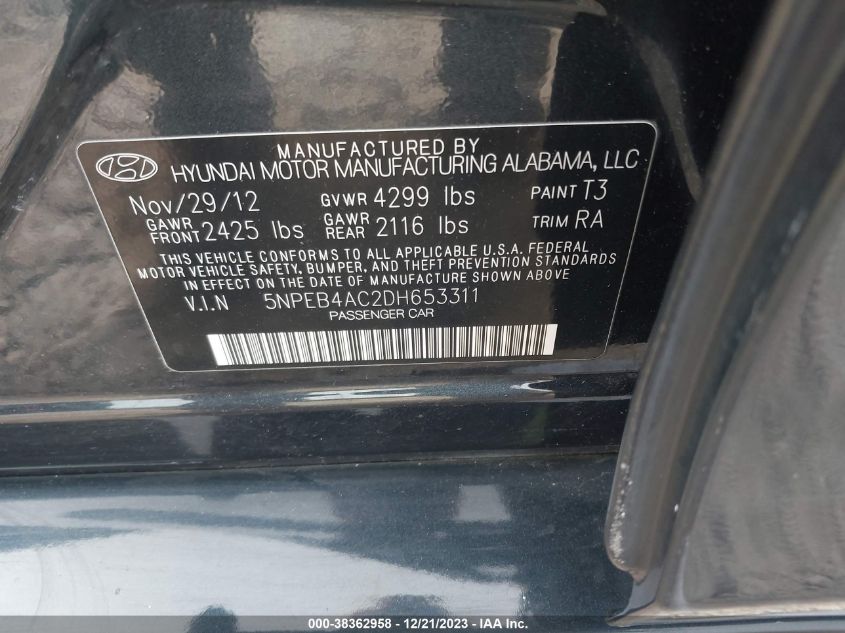 MANUFACTURED BY
HYUNDAI MOTOR MANUFACTURING ALABAMA, LLC
Nov/29/12 GVWR 4299 lbs PAINT T3
GAWR FRONT 2425 lbs GAWR REAR 2116 lbs TRIM RA
THIS VEHICLE CONFORMS TO ALL APPLICABLE U.S.A. FEDERAL
MOTOR VEHICLE SAFETY, BUMPER, AND THEFT PREVENTION STANDARDS
IN EFFECT ON THE DATE OF MANUFACTURE SHOWN ABOVE
V.I.N 5NPEB4AC2DH653311
PASSENGER CAR
000-38362958 - 12/21/2023 - IAA Inc.